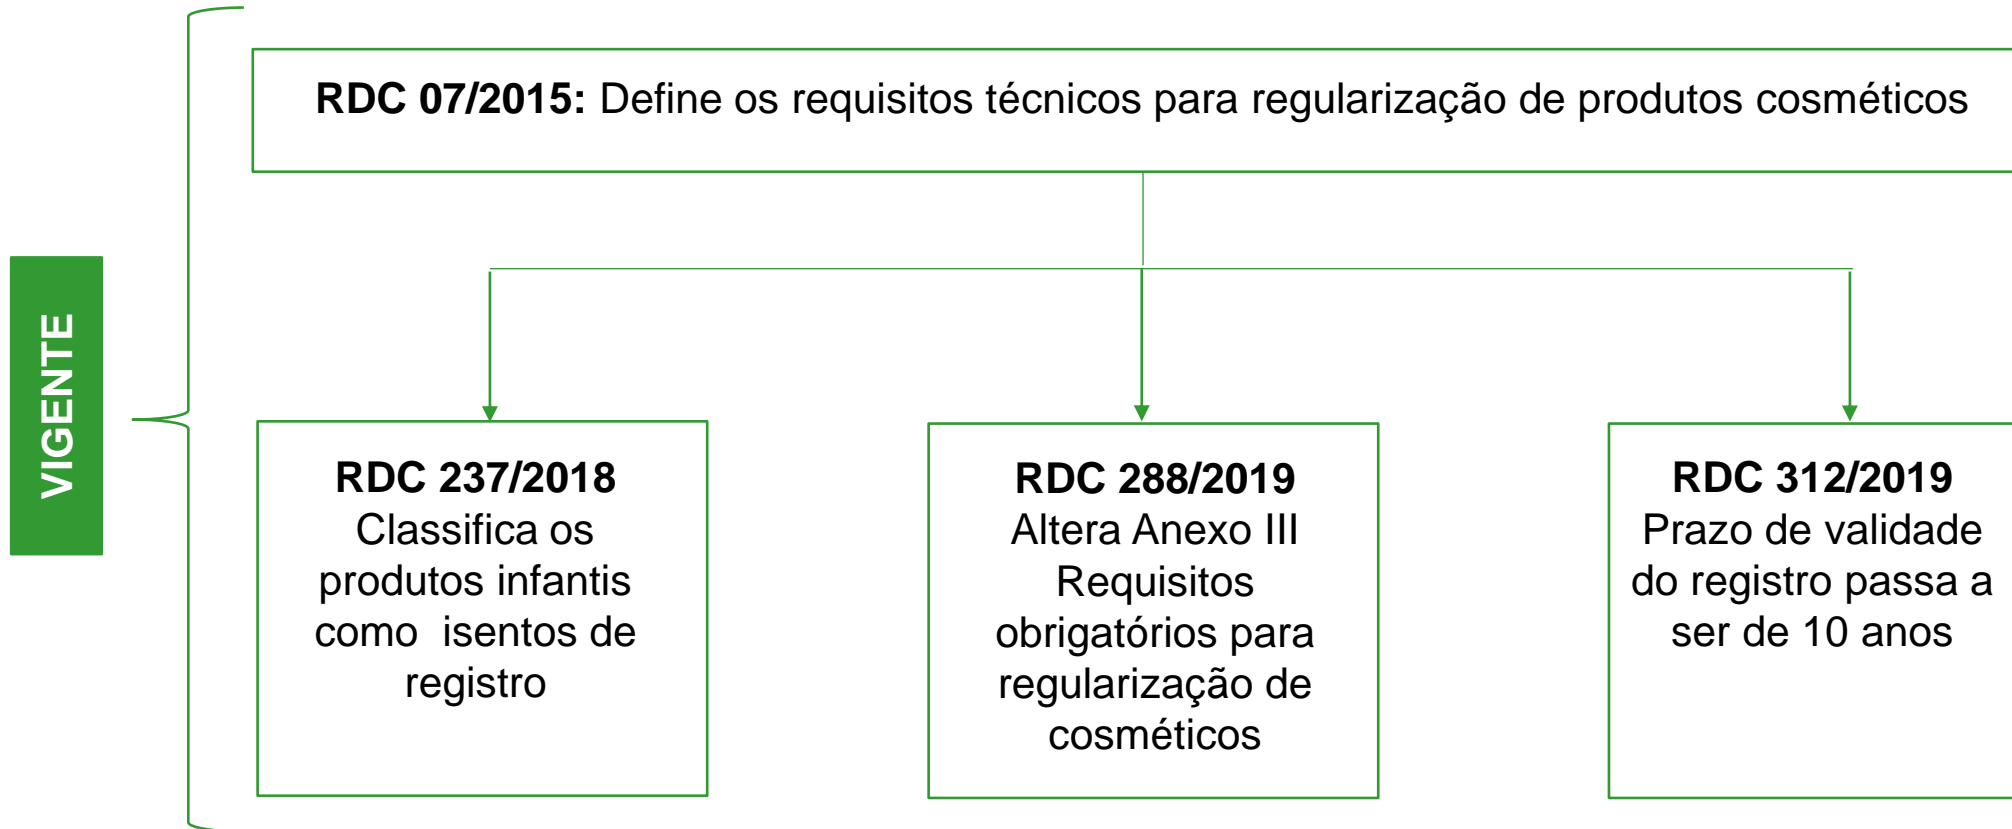 RDC 07/2015: Define os requisitos técnicos para regularização de produtos cosméticos
VIGENTE
RDC 237/2018
Classifica os
produtos infantis
como isentos de
registro
RDC 288/2019
Altera Anexo III
Requisitos
obrigatórios para
regularização de
cosméticos
RDC 312/2019
Prazo de validade
do registro passa a
ser de 10 anos